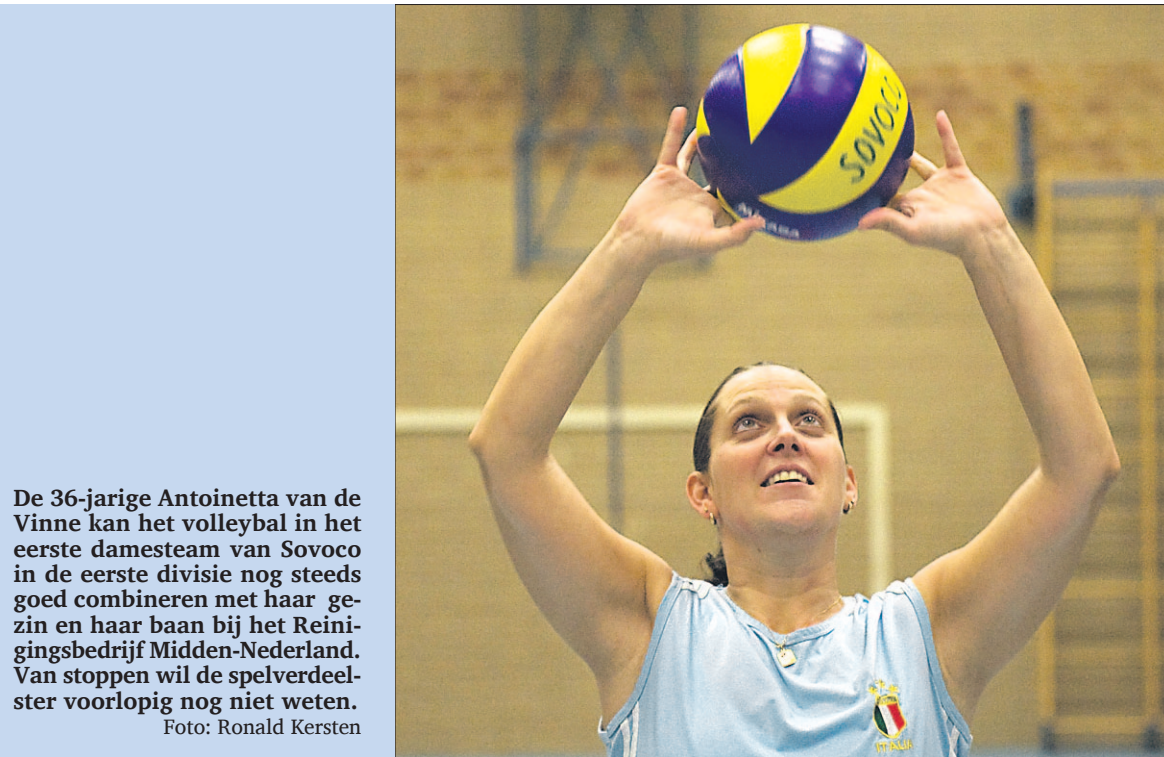 De 36-jarige Antoinetta van de
Vinne kan het volleybal in het
eerste damesteam van Sovoco
in de eerste divisie nog steeds
goed combineren met haar ge-
zin en haar baan bij het Reini-
gingsbedrijf Midden-Nederland.
Van stoppen wil de spelverdeel-
ster voorlopig nog niet weten.
Foto: Ronald Kersten
SOVOCO
ITALIA